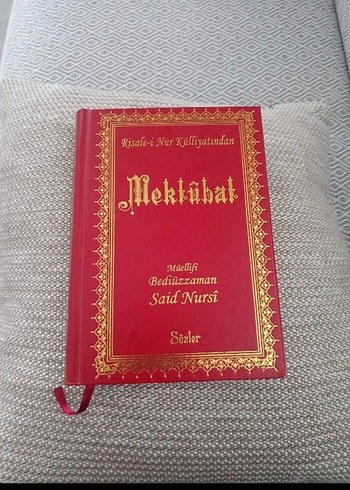 Risale-i Nur Külliyatından
Mektûbat
Müellifi
Bediüzzaman
Said Nursî
Sözler